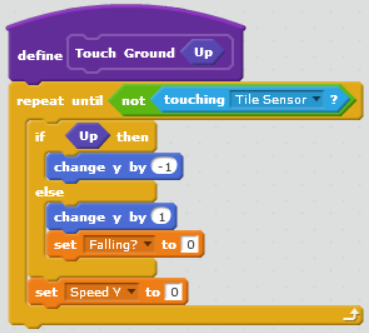 define Touch Ground Up
repeat until not touching Tile Sensor ?
if Up then
change y by -1
else
change y by 1
set Falling? to 0
set Speed Y to 0